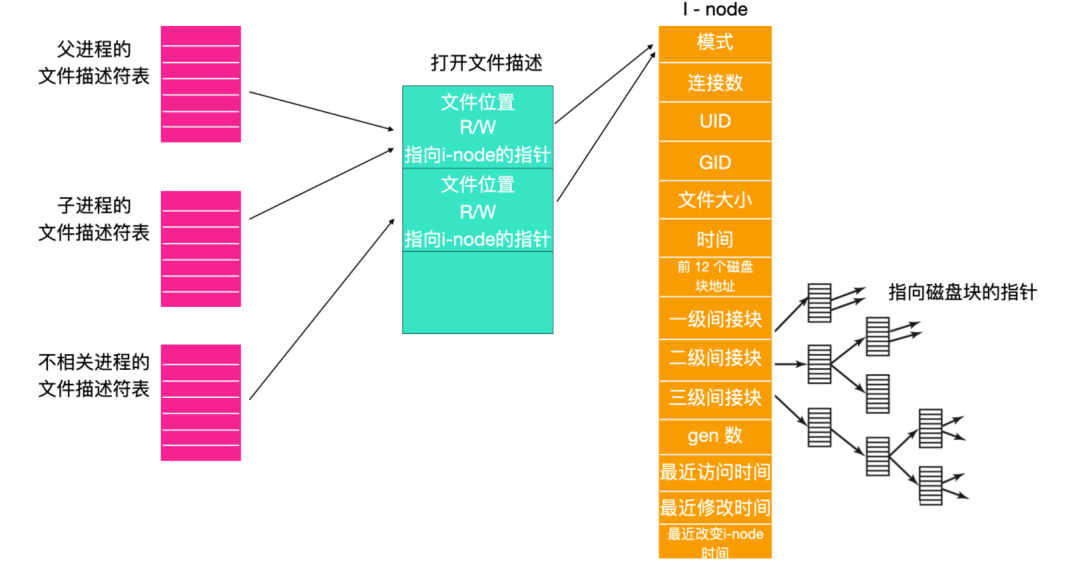 父进程的
文件描述符表
子进程的
文件描述符表
不相关进程的
文件描述符表
打开文件描述
文件位置
R/W
指向i-node的指针
文件位置
R/W
指向i-node的指针
I - node
模式
连接数
UID
GID
文件大小
时间
前 12 个磁盘
块地址
一级间接块
二级间接块
三级间接块
gen 数
最近访问时间
最近修改时间
最近改变i-node
时间
指向磁盘块的指针